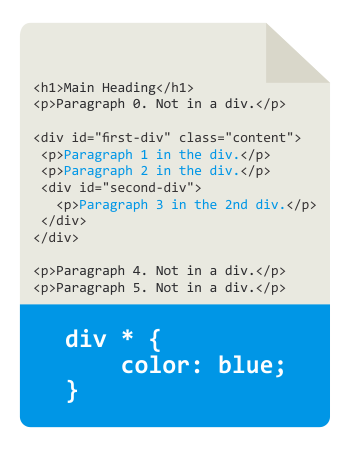 <h1>Main Heading</h1>
<p>Paragraph 0. Not in a div.</p>

<div id="first-div" class="content">
 <p>Paragraph 1 in the div.</p>
 <p>Paragraph 2 in the div.</p>
 <div id="second-div">
   <p>Paragraph 3 in the 2nd div.</p>
 </div>
</div>

<p>Paragraph 4. Not in a div.</p>
<p>Paragraph 5. Not in a div.</p>

div * {
    color: blue;
}